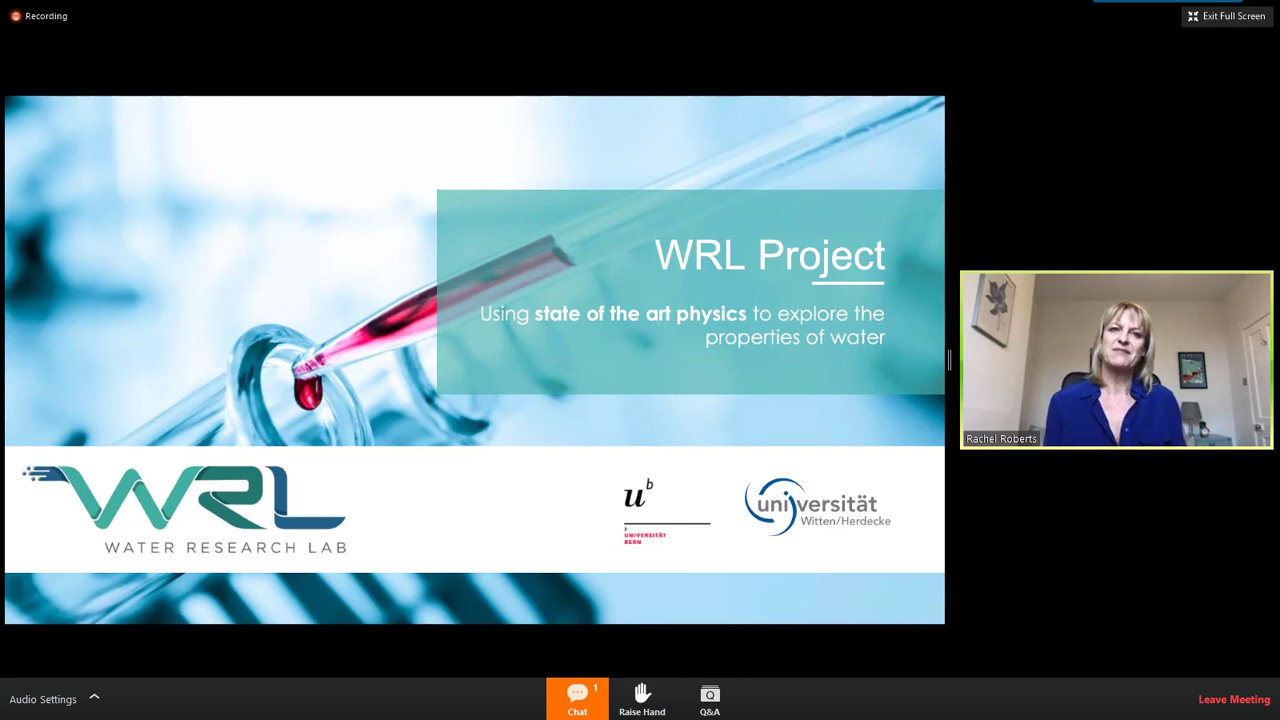 Recording
Exit Full Screen
WRL Project
Using state of the art physics to explore the
properties of water
WRL
WATER RESEARCH LAB
u b
b
UNIVERSITÄT
BERN
universität
Witten/Herdecke
Rachel Roberts
Audio Settings
1
Chat
Raise Hand
Q
Q&A
Leave Meeting